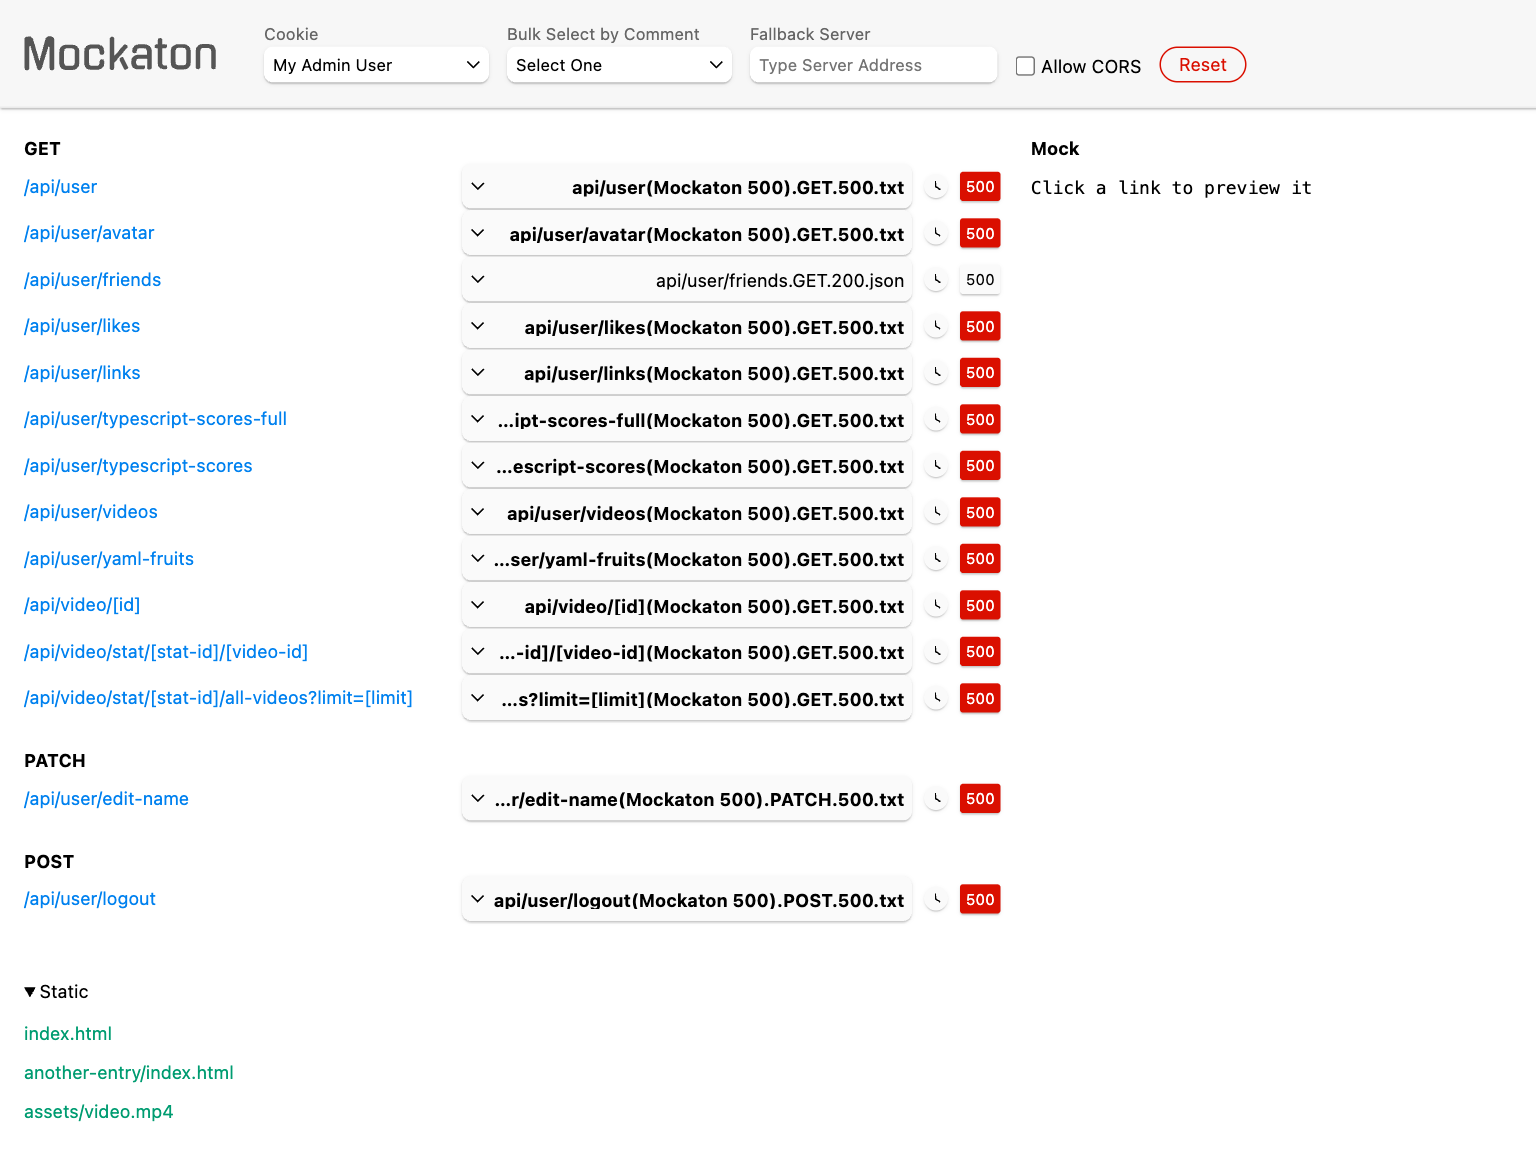 Mockaton
Cookie
My Admin User
Bulk Select by Comment
Select One
Fallback Server
Type Server Address
Allow CORS
Reset
GET
/api/user api/user(Mockaton 500).GET.500.txt 500
/api/user/avatar api/user/avatar(Mockaton 500).GET.500.txt 500
/api/user/friends api/user/friends.GET.200.json 500
/api/user/likes api/user/likes(Mockaton 500).GET.500.txt 500
/api/user/links api/user/links(Mockaton 500).GET.500.txt 500
/api/user/typescript-scores-full ...ipt-scores-full(Mockaton 500).GET.500.txt 500
/api/user/typescript-scores ...escript-scores(Mockaton 500).GET.500.txt 500
/api/user/videos api/user/videos(Mockaton 500).GET.500.txt 500
/api/user/yaml-fruits ...ser/yaml-fruits(Mockaton 500).GET.500.txt 500
/api/video/[id] api/video/[id](Mockaton 500).GET.500.txt 500
/api/video/stat/[stat-id]/[video-id] ...-id]/[video-id](Mockaton 500).GET.500.txt 500
/api/video/stat/[stat-id]/all-videos?limit=[limit] ...s?limit=[limit](Mockaton 500).GET.500.txt 500
PATCH
/api/user/edit-name ...r/edit-name(Mockaton 500).PATCH.500.txt 500
POST
/api/user/logout api/user/logout(Mockaton 500).POST.500.txt 500
Static
index.html
another-entry/index.html
assets/video.mp4
Mock
Click a link to preview it